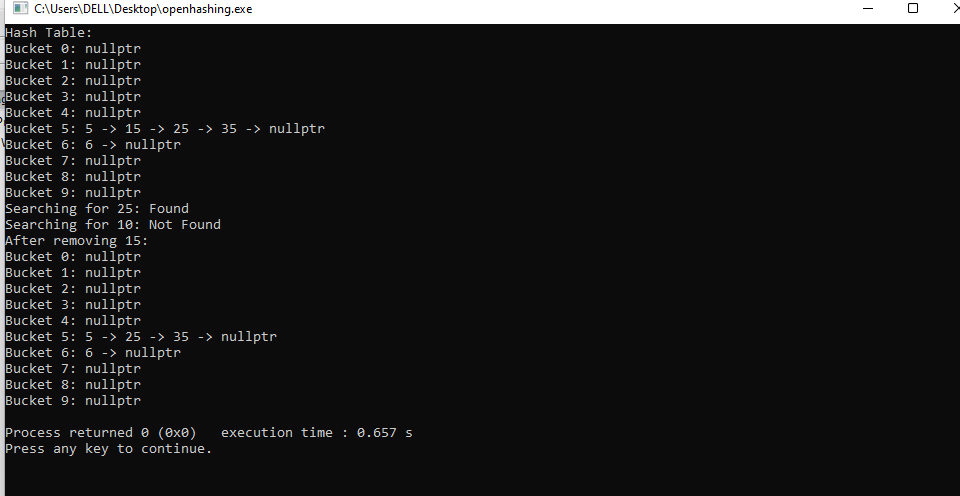 C:\Users\DELL\Desktop\openhashing.exe
Hash Table:
Bucket 0: nullptr
Bucket 1: nullptr
Bucket 2: nullptr
Bucket 3: nullptr
Bucket 4: nullptr
Bucket 5: 5 -> 15 -> 25 -> 35 -> nullptr
Bucket 6: 6 -> nullptr
Bucket 7: nullptr
Bucket 8: nullptr
Bucket 9: nullptr
Searching for 25: Found
Searching for 10: Not Found
After removing 15:
Bucket 0: nullptr
Bucket 1: nullptr
Bucket 2: nullptr
Bucket 3: nullptr
Bucket 4: nullptr
Bucket 5: 5 -> 25 -> 35 -> nullptr
Bucket 6: 6 -> nullptr
Bucket 7: nullptr
Bucket 8: nullptr
Bucket 9: nullptr
Process returned 0 (0x0)   execution time : 0.657 s
Press any key to continue.